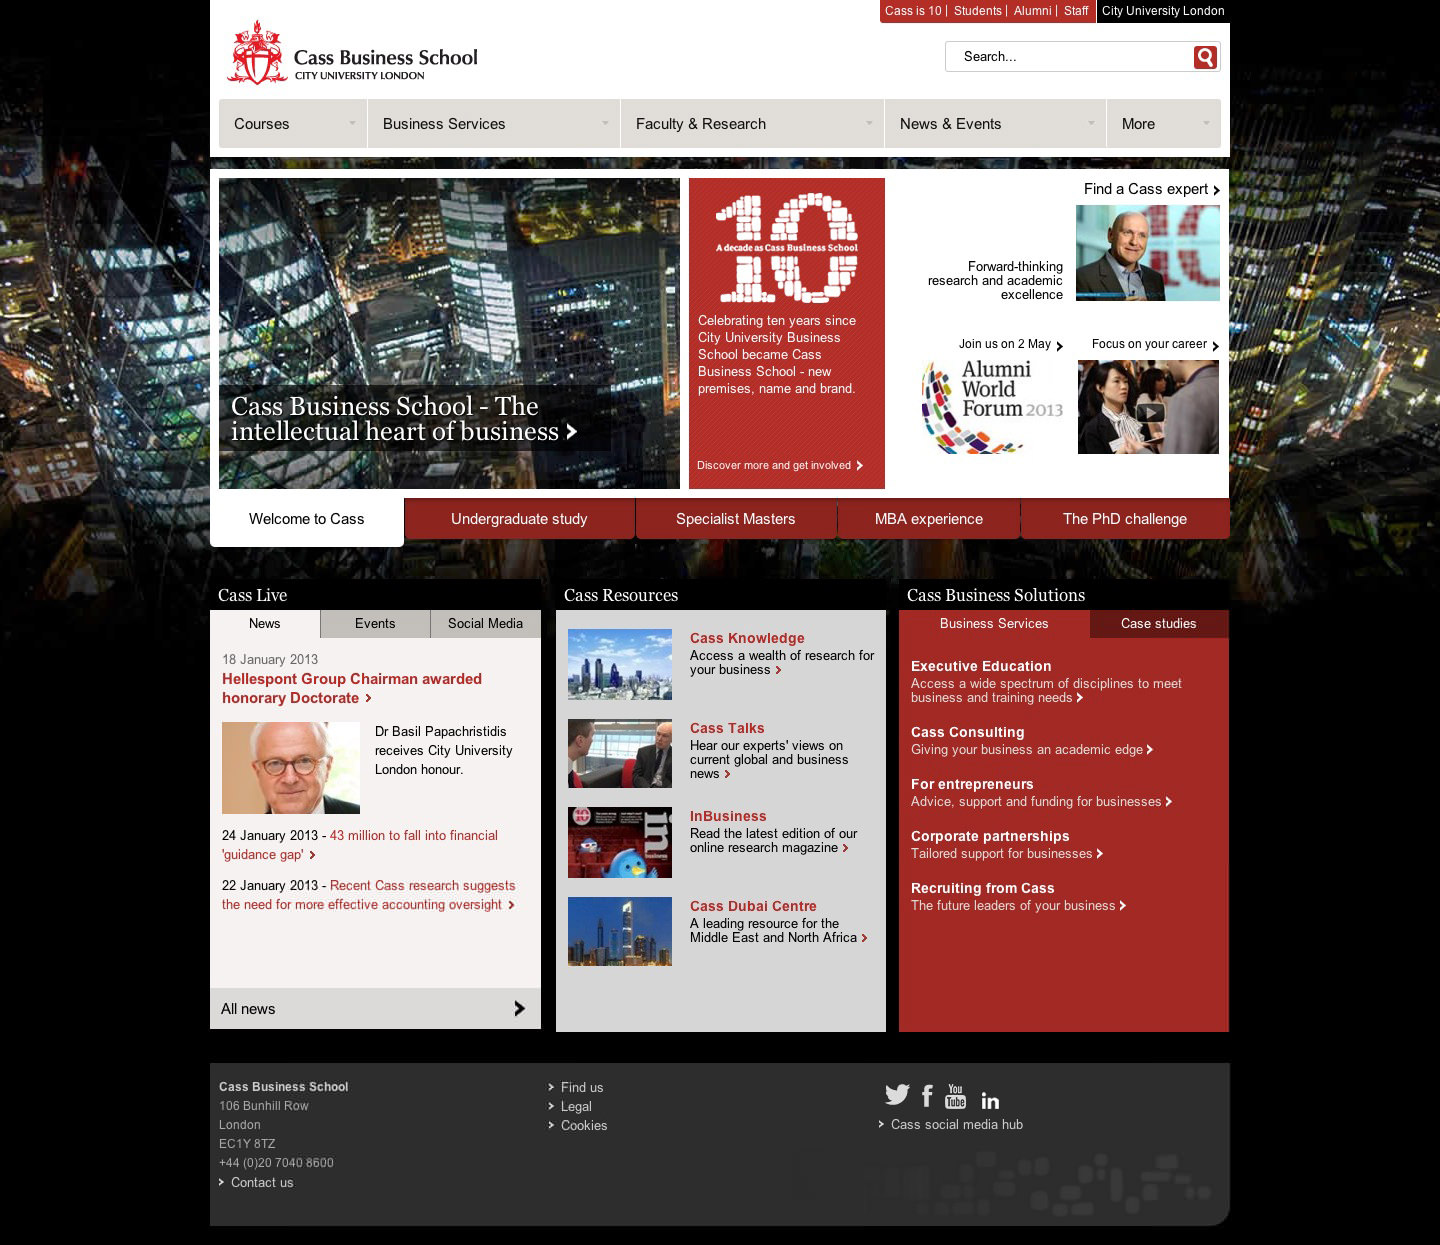 Cass is 10
Students
Alumni
Staff
City University London
Cass Business School
CITY UNIVERSITY LONDON
Search...
Courses
Business Services
Faculty & Research
News & Events
More
Cass Business School - The
intellectual heart of business
10
A decade as Cass Business School
Celebrating ten years since
City University Business
School became Cass
Business School - new
premises, name and brand.
Discover more and get involved
Find a Cass expert
Forward-thinking
research and academic
excellence
Join us on 2 May
Alumni
World
Forum 2013
Focus on your career
Welcome to Cass
Undergraduate study
Specialist Masters
MBA experience
The PhD challenge
Cass Live
News
Events
Social Media
18 January 2013
Hellespont Group Chairman awarded
honorary Doctorate
Dr Basil Papachristidis
receives City University
London honour.
24 January 2013 - 43 million to fall into financial
'guidance gap'
22 January 2013 - Recent Cass research suggests
the need for more effective accounting oversight
All news
Cass Resources
Cass Knowledge
Access a wealth of research for
your business
Cass Talks
Hear our experts' views on
current global and business
news
InBusiness
Read the latest edition of our
online research magazine
Cass Dubai Centre
A leading resource for the
Middle East and North Africa
Cass Business Solutions
Business Services
Case studies
Executive Education
Access a wide spectrum of disciplines to meet
business and training needs
Cass Consulting
Giving your business an academic edge
For entrepreneurs
Advice, support and funding for businesses
Corporate partnerships
Tailored support for businesses
Recruiting from Cass
The future leaders of your business
Cass Business School
106 Bunhill Row
London
EC1Y 8TZ
+44 (0)20 7040 8600
Contact us
Find us
Legal
Cookies
You
Tube
in
Cass social media hub